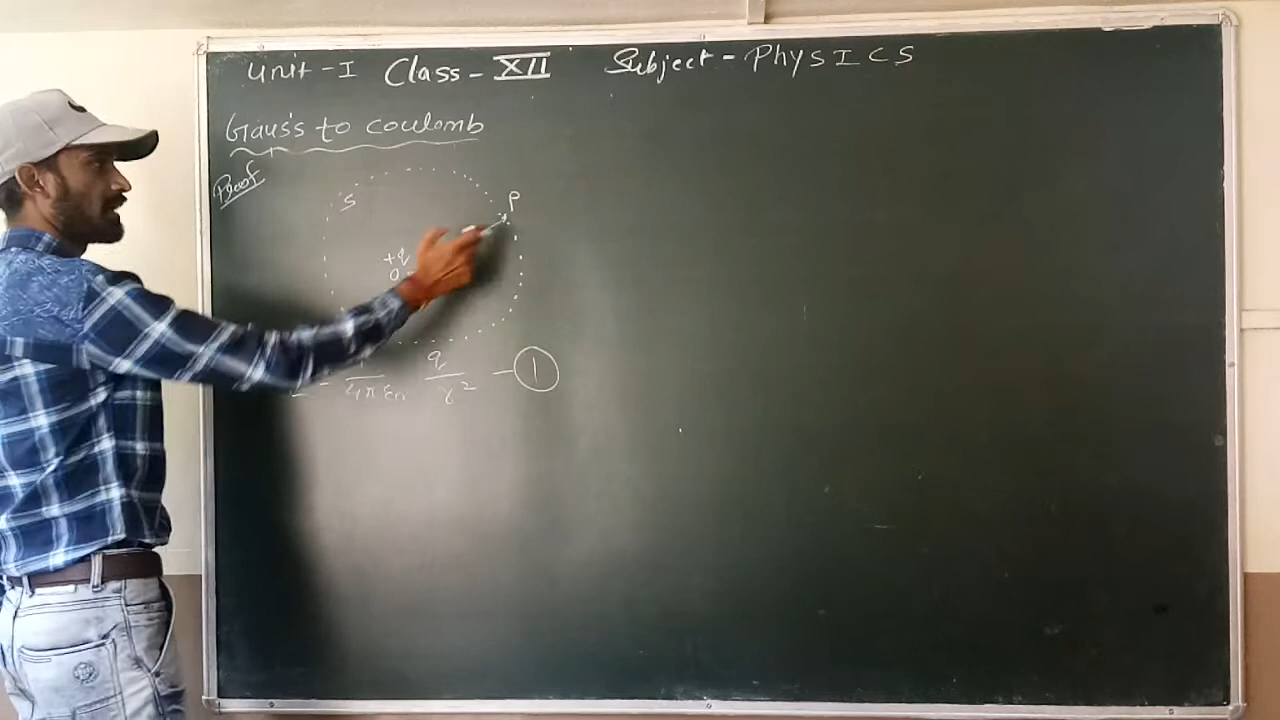 Unit - I Class - XII Subject - PhysICS
Gauss to coulomb
Proof
S
P
+q
O
4πε₀ q/r² - ①